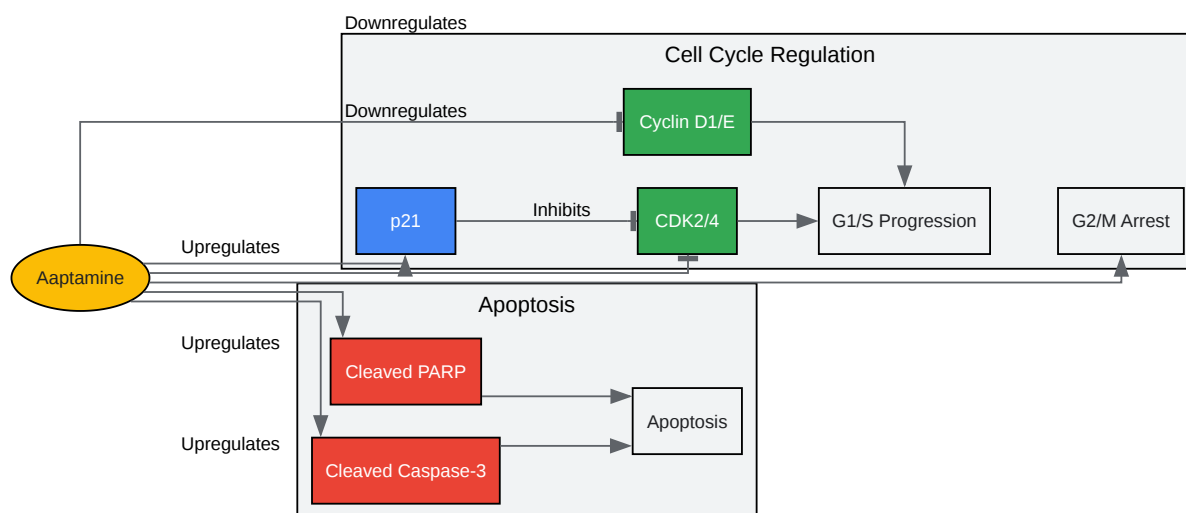 Downregulates
Cell Cycle Regulation
Downregulates
Cyclin D1/E
p21
Inhibits
CDK2/4
G1/S Progression
G2/M Arrest
Upregulates
Aaptamine
Apoptosis
Upregulates
Cleaved PARP
Apoptosis
Upregulates
Cleaved Caspase-3